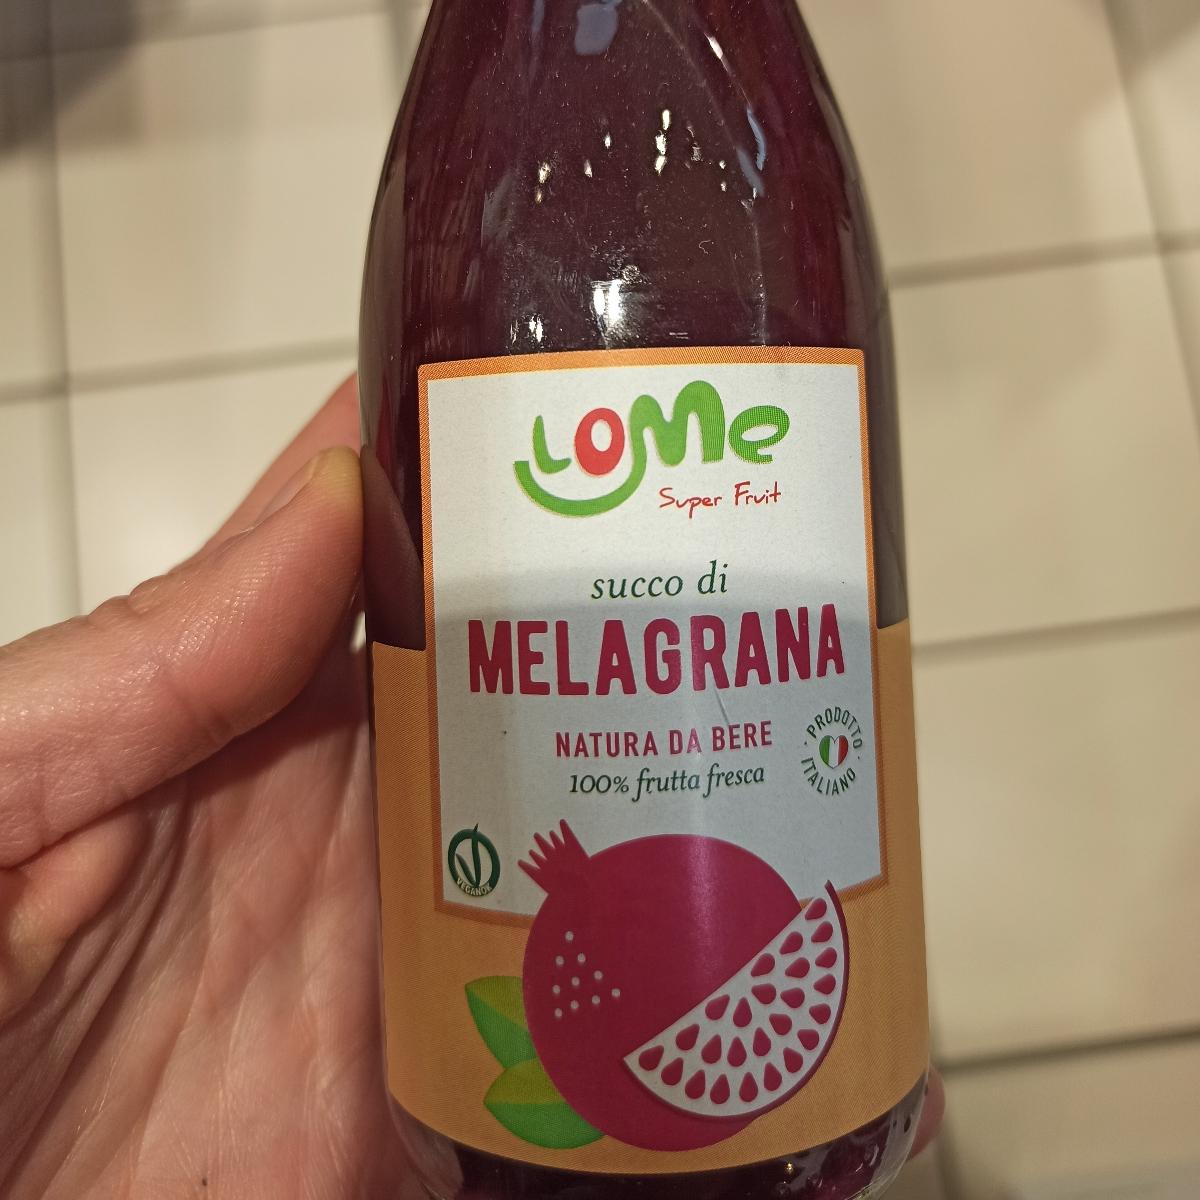 LOMe
Super Fruit
succo di
MELAGRANA
NATURA DA BERE
100% frutta fresca
PRODOTTO ITALIANO
VEGANOK